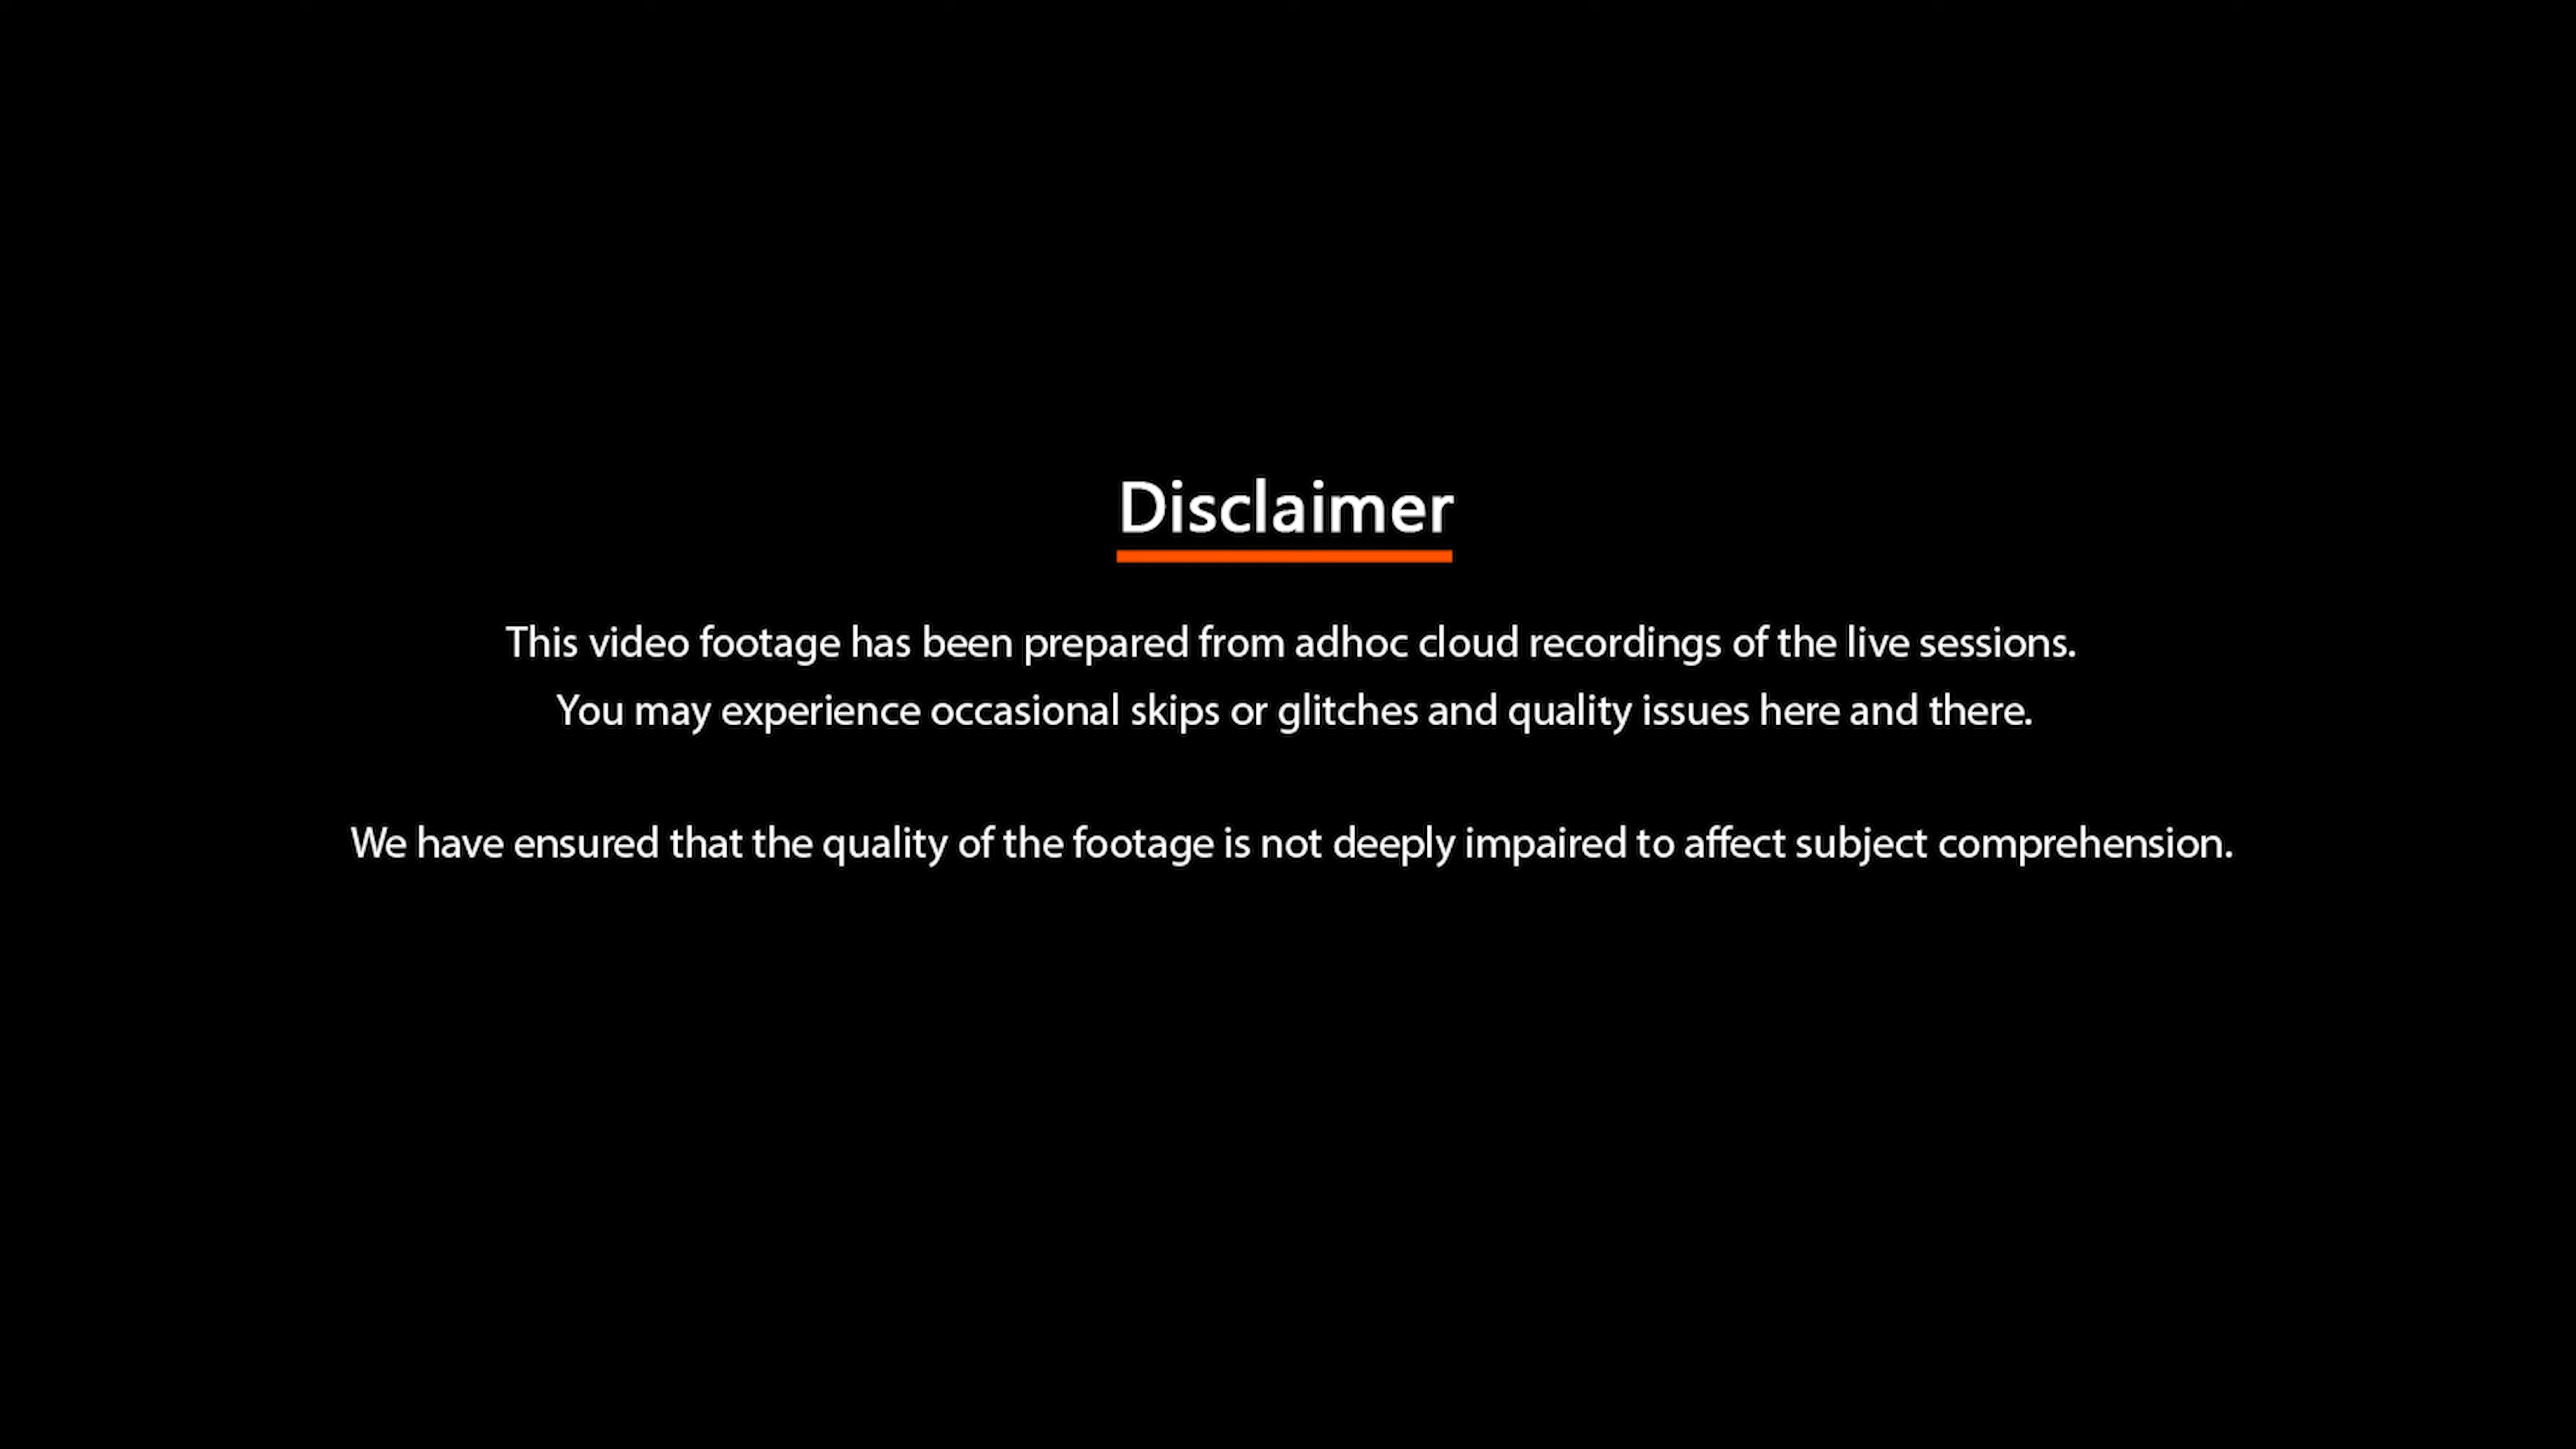 Disclaimer
This video footage has been prepared from adhoc cloud recordings of the live sessions.
You may experience occasional skips or glitches and quality issues here and there.
We have ensured that the quality of the footage is not deeply impaired to affect subject comprehension.